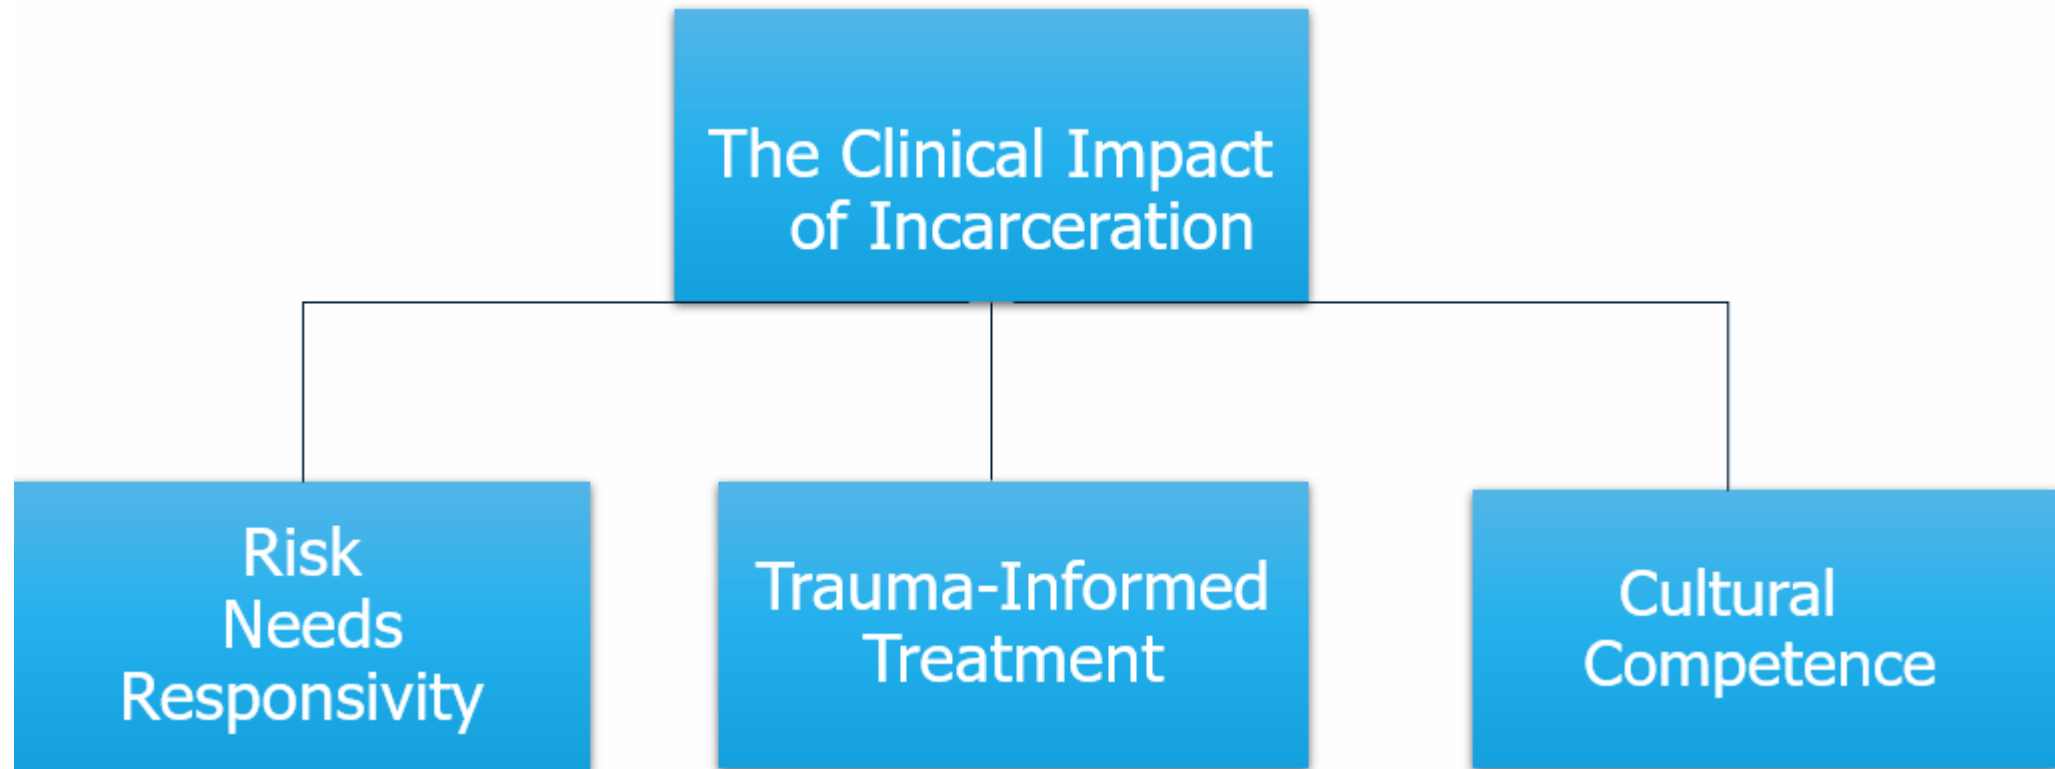 The Clinical Impact
of Incarceration
Risk
Needs
Responsivity
Trauma-Informed
Treatment
Cultural
Competence